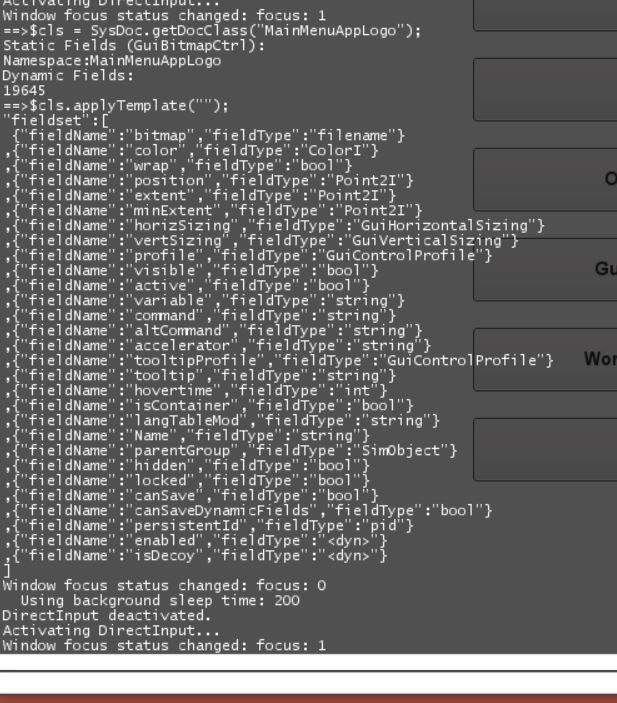 Activating DirectInput...
Window focus status changed: focus: 1
==>$cls = SysDoc.getDocClass("MainMenuAppLogo");
Static Fields (GuiBitmapCtrl):
Namespace:MainMenuAppLogo
Dynamic Fields:
19645
==>$cls.applyTemplate("");
"fieldset":[
{"fieldName":"bitmap","fieldType":"filename"}
,{"fieldName":"color","fieldType":"ColorI"}
,{"fieldName":"wrap","fieldType":"bool"}
,{"fieldName":"position","fieldType":"Point2I"}
,{"fieldName":"extent","fieldType":"Point2I"}
,{"fieldName":"minExtent","fieldType":"Point2I"}
,{"fieldName":"horizSizing","fieldType":"GuiHorizontalSizing"}
,{"fieldName":"vertSizing","fieldType":"GuiVerticalSizing"}
,{"fieldName":"profile","fieldType":"GuiControlProfile"}
,{"fieldName":"visible","fieldType":"bool"}
,{"fieldName":"active","fieldType":"bool"}
,{"fieldName":"variable","fieldType":"string"}
,{"fieldName":"command","fieldType":"string"}
,{"fieldName":"altCommand","fieldType":"string"}
,{"fieldName":"accelerator","fieldType":"string"}
,{"fieldName":"tooltipProfile","fieldType":"GuiControlProfile"}
,{"fieldName":"tooltip","fieldType":"string"}
,{"fieldName":"hovertime","fieldType":"int"}
,{"fieldName":"isContainer","fieldType":"bool"}
,{"fieldName":"langTableMod","fieldType":"string"}
,{"fieldName":"Name","fieldType":"string"}
,{"fieldName":"parentGroup","fieldType":"SimObject"}
,{"fieldName":"hidden","fieldType":"bool"}
,{"fieldName":"locked","fieldType":"bool"}
,{"fieldName":"canSave","fieldType":"bool"}
,{"fieldName":"canSaveDynamicFields","fieldType":"bool"}
,{"fieldName":"persistentId","fieldType":"pid"}
,{"fieldName":"enabled","fieldType":"<dyn>"}
,{"fieldName":"isDecoy","fieldType":"<dyn>"}
]
Window focus status changed: focus: 0
Using background sleep time: 200
DirectInput deactivated.
Activating DirectInput...
Window focus status changed: focus: 1
O
Gu
Wor